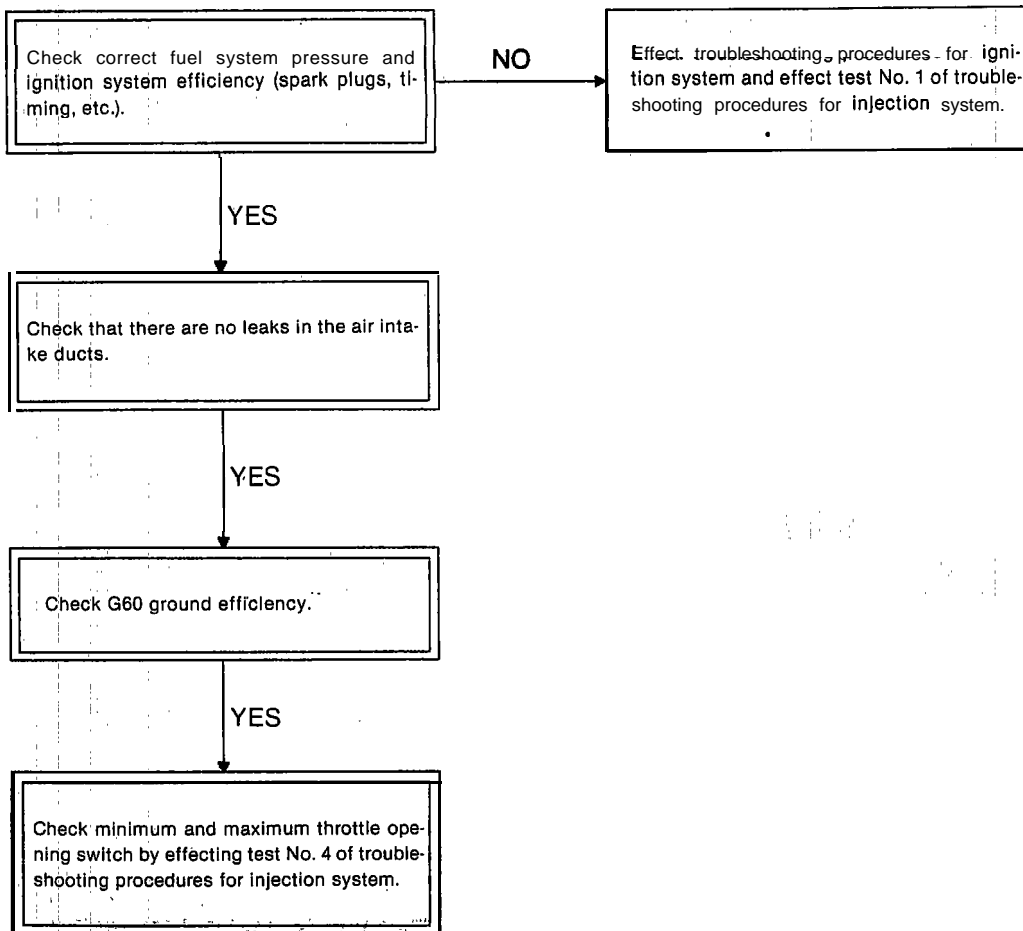 Check correct fuel system pressure and
ignition system efficiency (spark plugs, ti-
ming, etc.).
NO
Effect troubleshooting procedures for igni-
tion system and effect test No. 1 of trouble-
shooting procedures for injection system.
YES
Check that there are no leaks in the air inta-
ke ducts.
YES
Check G60 ground efficiency.
YES
Check minimum and maximum throttle ope-
ning switch by effecting test No. 4 of trouble-
shooting procedures for injection system.